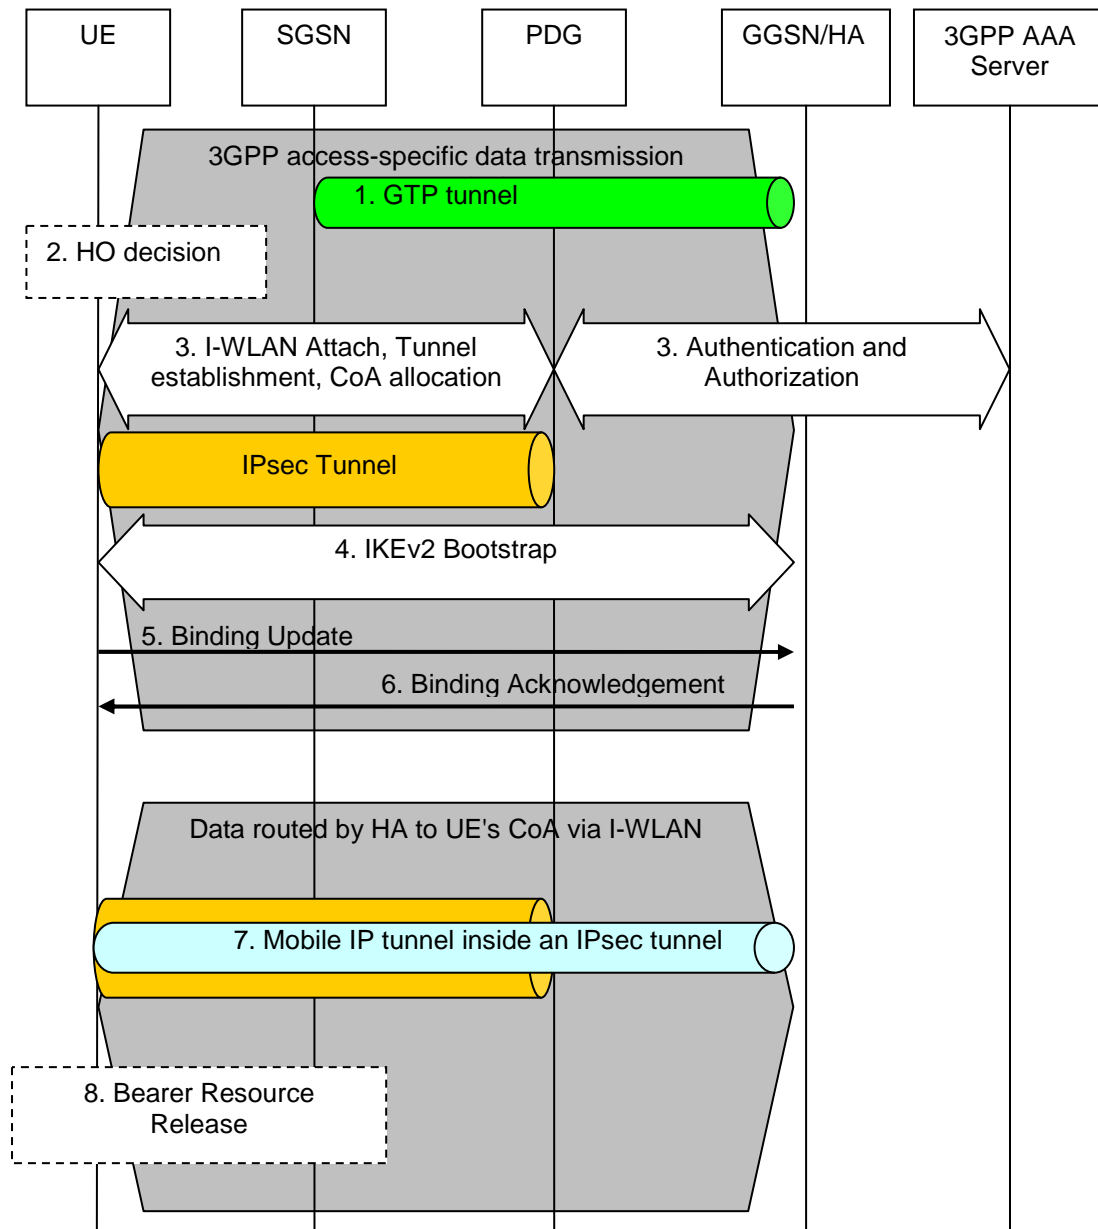 UE
SGSN
PDG
GGSN/HA
3GPP AAA
Server
3GPP access-specific data transmission
1. GTP tunnel
2. HO decision
3. I-WLAN Attach, Tunnel
establishment, CoA allocation
3. Authentication and
Authorization
IPsec Tunnel
4. IKEv2 Bootstrap
5. Binding Update
6. Binding Acknowledgement
Data routed by HA to UE's CoA via I-WLAN
7. Mobile IP tunnel inside an IPsec tunnel
8. Bearer Resource
Release